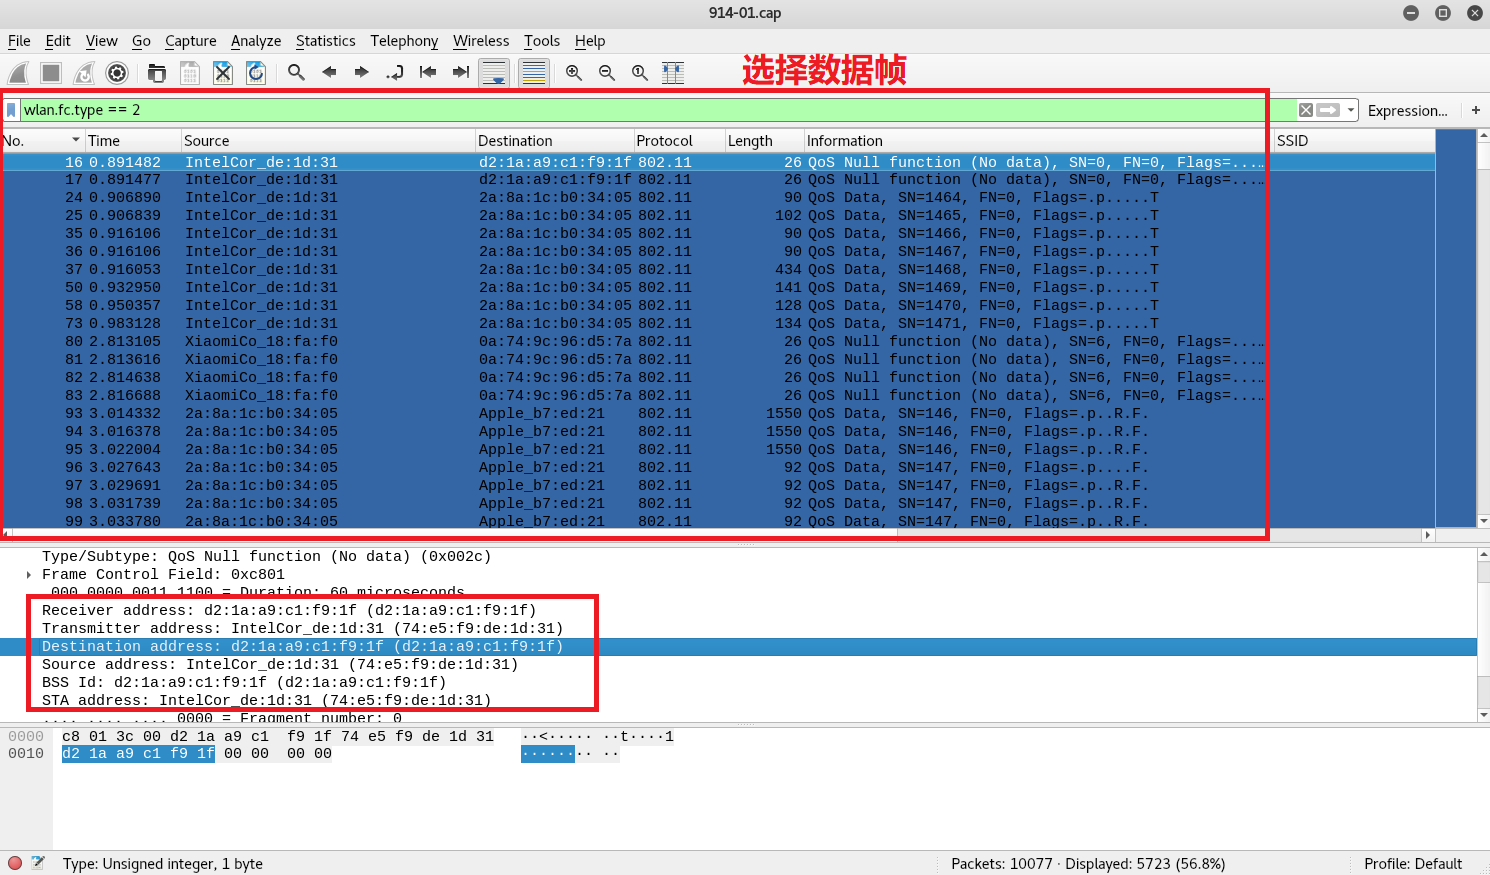 914-01.cap
File Edit View Go Capture Analyze Statistics Telephony Wireless Tools Help
选择数据帧
wlan.fc.type == 2
Expression...
+
No. Time Source Destination Protocol Length Information SSID
16 0.891482 IntelCor_de:1d:31 d2:1a:a9:c1:f9:1f 802.11 26 QoS Null function (No data), SN=0, FN=0, Flags=....…
17 0.891477 IntelCor_de:1d:31 d2:1a:a9:c1:f9:1f 802.11 26 QoS Null function (No data), SN=0, FN=0, Flags=....…
24 0.906890 IntelCor_de:1d:31 2a:8a:1c:b0:34:05 802.11 90 QoS Data, SN=1464, FN=0, Flags=.p.....T
25 0.906839 IntelCor_de:1d:31 2a:8a:1c:b0:34:05 802.11 102 QoS Data, SN=1465, FN=0, Flags=.p.....T
35 0.916106 IntelCor_de:1d:31 2a:8a:1c:b0:34:05 802.11 90 QoS Data, SN=1466, FN=0, Flags=.p.....T
36 0.916106 IntelCor_de:1d:31 2a:8a:1c:b0:34:05 802.11 90 QoS Data, SN=1467, FN=0, Flags=.p.....T
37 0.916053 IntelCor_de:1d:31 2a:8a:1c:b0:34:05 802.11 434 QoS Data, SN=1468, FN=0, Flags=.p.....T
50 0.932950 IntelCor_de:1d:31 2a:8a:1c:b0:34:05 802.11 141 QoS Data, SN=1469, FN=0, Flags=.p.....T
58 0.950357 IntelCor_de:1d:31 2a:8a:1c:b0:34:05 802.11 128 QoS Data, SN=1470, FN=0, Flags=.p.....T
73 0.983128 IntelCor_de:1d:31 2a:8a:1c:b0:34:05 802.11 134 QoS Data, SN=1471, FN=0, Flags=.p.....T
80 2.813105 XiaomiCo_18:fa:f0 0a:74:9c:96:d5:7a 802.11 26 QoS Null function (No data), SN=6, FN=0, Flags=....…
81 2.813616 XiaomiCo_18:fa:f0 0a:74:9c:96:d5:7a 802.11 26 QoS Null function (No data), SN=6, FN=0, Flags=....…
82 2.814638 XiaomiCo_18:fa:f0 0a:74:9c:96:d5:7a 802.11 26 QoS Null function (No data), SN=6, FN=0, Flags=....…
83 2.816688 XiaomiCo_18:fa:f0 0a:74:9c:96:d5:7a 802.11 26 QoS Null function (No data), SN=6, FN=0, Flags=....…
93 3.014332 2a:8a:1c:b0:34:05 Apple_b7:ed:21 802.11 1550 QoS Data, SN=146, FN=0, Flags=.p..R.F.
94 3.016378 2a:8a:1c:b0:34:05 Apple_b7:ed:21 802.11 1550 QoS Data, SN=146, FN=0, Flags=.p..R.F.
95 3.022004 2a:8a:1c:b0:34:05 Apple_b7:ed:21 802.11 1550 QoS Data, SN=146, FN=0, Flags=.p..R.F.
96 3.027643 2a:8a:1c:b0:34:05 Apple_b7:ed:21 802.11 92 QoS Data, SN=147, FN=0, Flags=.p....F.
97 3.029691 2a:8a:1c:b0:34:05 Apple_b7:ed:21 802.11 92 QoS Data, SN=147, FN=0, Flags=.p..R.F.
98 3.031739 2a:8a:1c:b0:34:05 Apple_b7:ed:21 802.11 92 QoS Data, SN=147, FN=0, Flags=.p..R.F.
99 3.033780 2a:8a:1c:b0:34:05 Apple_b7:ed:21 802.11 92 QoS Data, SN=147, FN=0, Flags=.p..R.F.
Type/Subtype: QoS Null function (No data) (0x002c)
Frame Control Field: 0xc801
.000 0000 0011 1100 = Duration: 60 microseconds
Receiver address: d2:1a:a9:c1:f9:1f (d2:1a:a9:c1:f9:1f)
Transmitter address: IntelCor_de:1d:31 (74:e5:f9:de:1d:31)
Destination address: d2:1a:a9:c1:f9:1f (d2:1a:a9:c1:f9:1f)
Source address: IntelCor_de:1d:31 (74:e5:f9:de:1d:31)
BSS Id: d2:1a:a9:c1:f9:1f (d2:1a:a9:c1:f9:1f)
STA address: IntelCor_de:1d:31 (74:e5:f9:de:1d:31)
.... .... .... 0000 = Fragment number: 0
0000 c8 01 3c 00 d2 1a a9 c1 f9 1f 74 e5 f9 de 1d 31 ··<····· ··t····1
0010 d2 1a a9 c1 f9 1f 00 00 00 00 ········ ··
Type: Unsigned integer, 1 byte
Packets: 10077 · Displayed: 5723 (56.8%)
Profile: Default